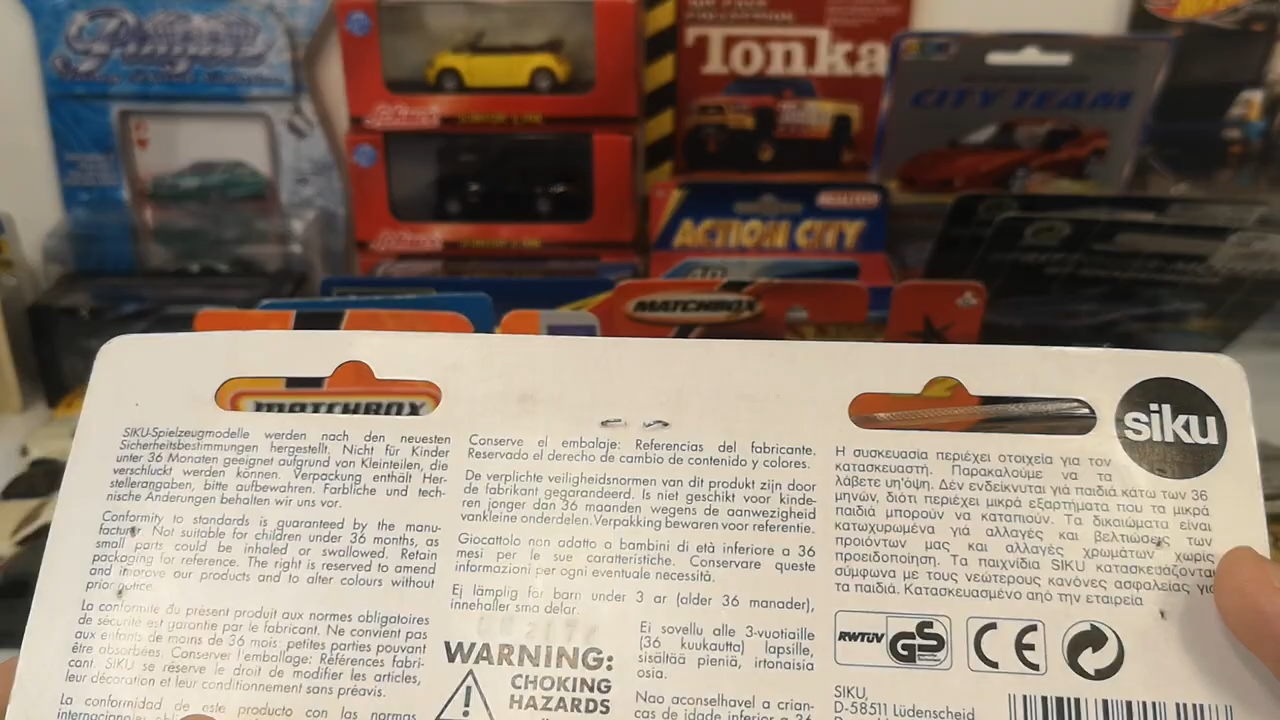 Tonka
CITY TEAM
ACTION CITY
MATCHBOX
MATCHBOX
siku
SIKU-Spielzeugmodelle werden nach den neuesten
Sicherheitsbestimmungen hergestellt. Nicht für Kinder
unter 36 Monaten geeignet aufgrund von Kleinteilen, die
verschluckt werden können. Verpackung enthält Her-
stellerangaben, bitte aufbewahren. Farbliche und tech-
nische Änderungen behalten wir uns vor.
Conformity to standards is guaranteed by the manu-
facturer. Not suitable for children under 36 months, as
small parts could be inhaled or swallowed. Retain
packaging for reference. The right is reserved to amend
and improve our products and to alter colours without
prior notice.
La conformité du présent produit aux normes obligatoires
de sécurité est garantie par le fabricant. Ne convient pas
aux enfants de moins de 36 mois: petites parties pouvant
être absorbées. Conserver l'emballage: Références fabri-
cant. SIKU se réserve le droit de modifier les articles,
leur décoration et leur conditionnement sans préavis.
La conformidad de este producto con las normas
Conserve el embalaje: Referencias del fabricante.
Reservado el derecho de cambio de contenido y colores.
De verplichte veiligheidsnormen van dit produkt zijn door
de fabrikant gegarandeerd. Is niet geschikt voor kinde-
ren jonger dan 36 maanden wegens de aanwezigheid
vankleine onderdelen. Verpakking bewaren voor referentie.
Giocattolo non adatto a bambini di età inferiore a 36
mesi per le sue caratteristiche. Conservare queste
informazioni per ogni eventuale necessità.
Ej lämplig för barn under 3 ar (alder 36 manader),
innehaller sma delar.
WARNING:
CHOKING
HAZARDS
Ei sovellu alle 3-vuotiaille
(36 kuukautta) lapsille,
sisältää pieniä, irtonaisia
osia.
Nao aconselhavel a crian-
cas de idade inferior a 36
Η συσκευασία περιέχει στοιχεία για τον
κατασκευαστή. Παρακαλούμε να τα
λάβετε υπ'όψη. Δέν ενδείκνυται γιά παιδιά κάτω των 36
μηνών, διότι περιέχει μικρά εξαρτήματα που τα μικρά
παιδιά μπορούν να καταπιούν. Τα δικαιώματα είναι
κατωχυρωμένα γιά αλλαγές και βελτιώσεις των
προϊόντων μας και αλλαγές χρωμάτων χωρίς
προειδοποίηση. Τα παιχνίδια SIKU κατασκευάζονται
σύμφωνα με τους νεώτερους κανόνες ασφαλείας για
τα παιδιά. Κατασκευασμένο από την εταιρεία
RWTÜV GS CE
SIKU,
D-58511 Lüdenscheid